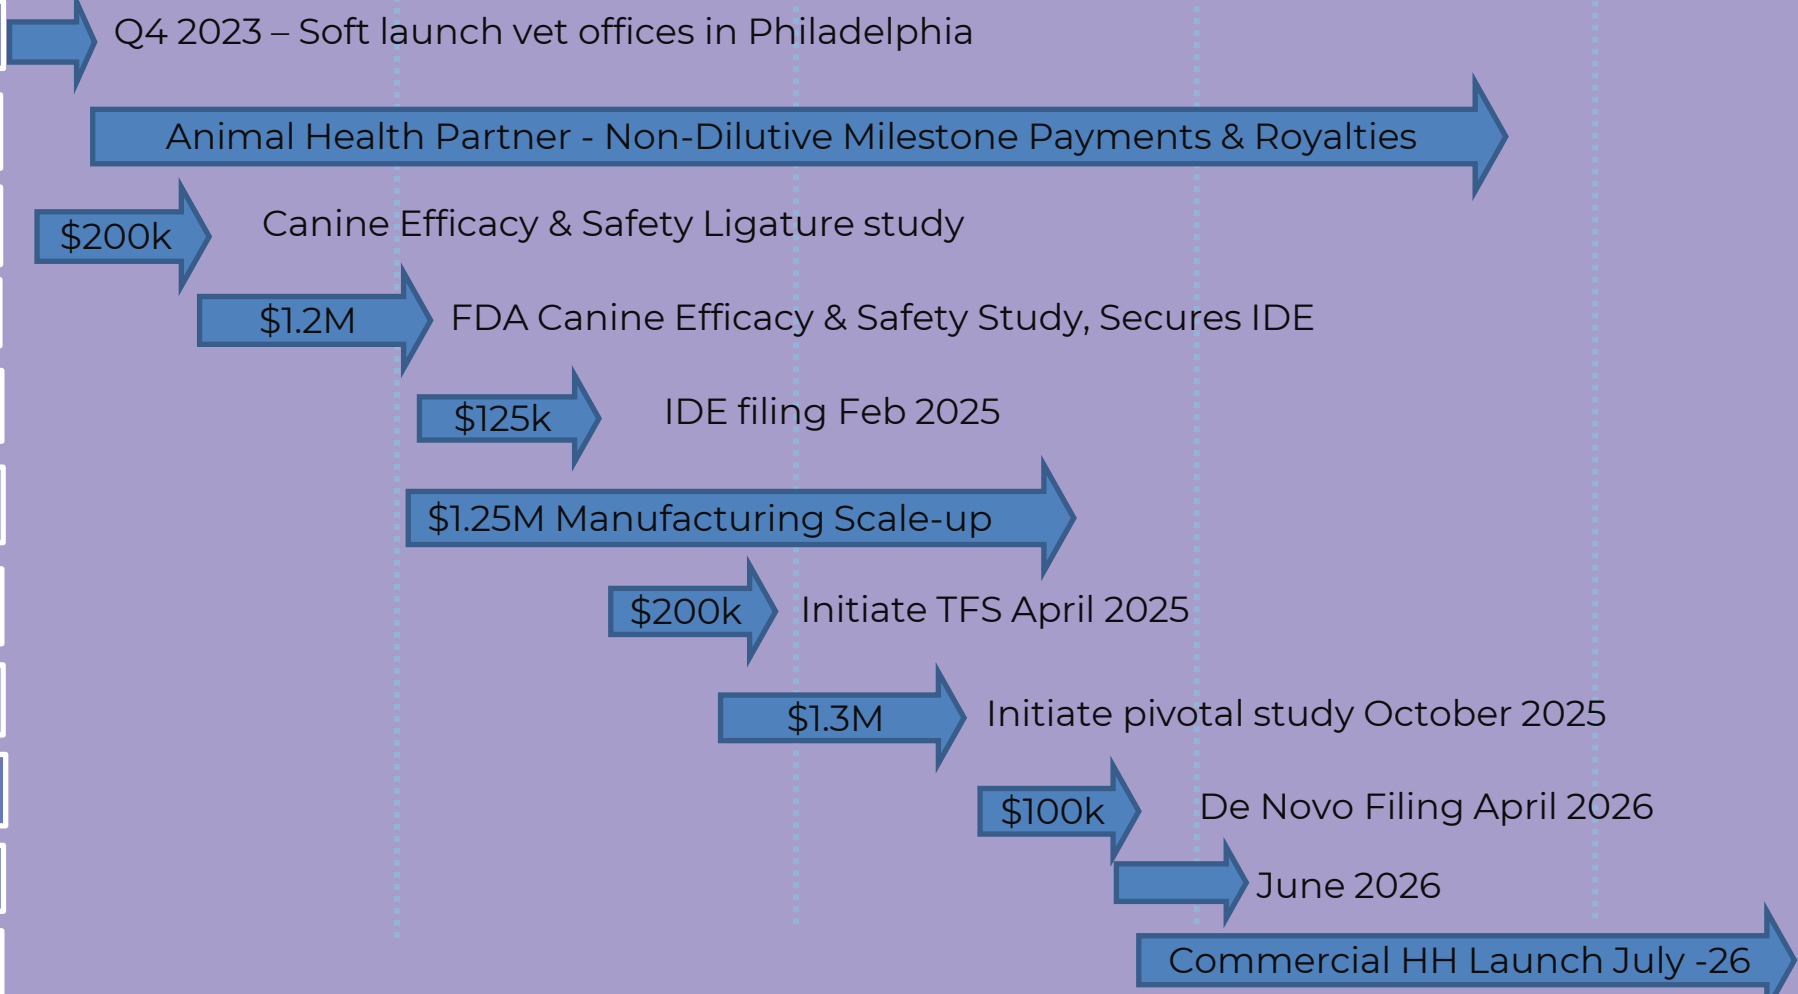 Q4 2023 – Soft launch vet offices in Philadelphia
Animal Health Partner - Non-Dilutive Milestone Payments & Royalties
$200k
Canine Efficacy & Safety Ligature study
$1.2M
FDA Canine Efficacy & Safety Study, Secures IDE
$125k
IDE filing Feb 2025
$1.25M Manufacturing Scale-up
$200k
Initiate TFS April 2025
$1.3M
Initiate pivotal study October 2025
$100k
De Novo Filing April 2026
June 2026
Commercial HH Launch July -26